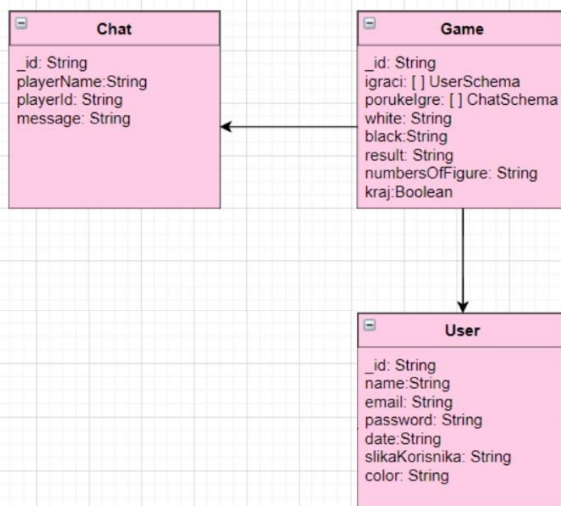 Chat
_id: String
playerName:String
playerId: String
message: String
Game
_id: String
igraci: [ ] UserSchema
porukeIgre: [ ] ChatSchema
white: String
black:String
result: String
numbersOfFigure: String
kraj:Boolean
User
_id: String
name:String
email: String
password: String
date:String
slikaKorisnika: String
color: String